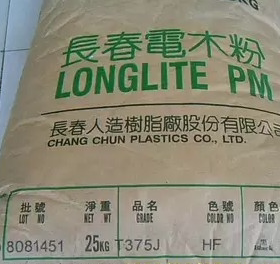 KG
長春電木粉
LONGLITE PM
長春人造樹脂廠股份有限公司
CHANG CHUN PLASTICS CO., LTD.
批號 淨重 品名 色號 顏色
LOT NO NET WT GRADE COLOR NO COLOR
8081451 25KG T375J HF